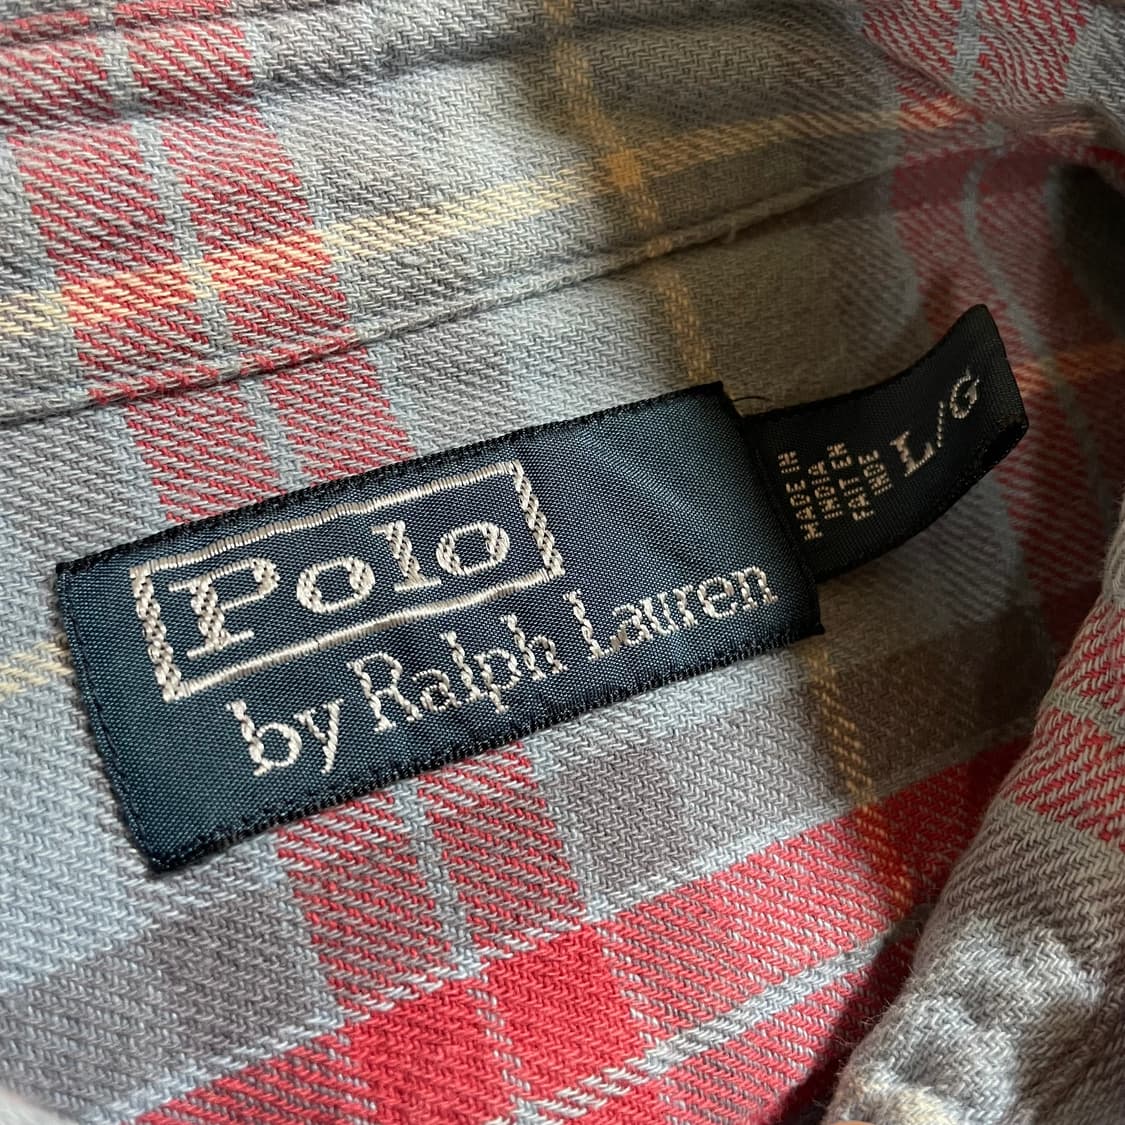 Polo
by Ralph Lauren
MADE IN
INDIA
FAIT EN
INDE
L/G